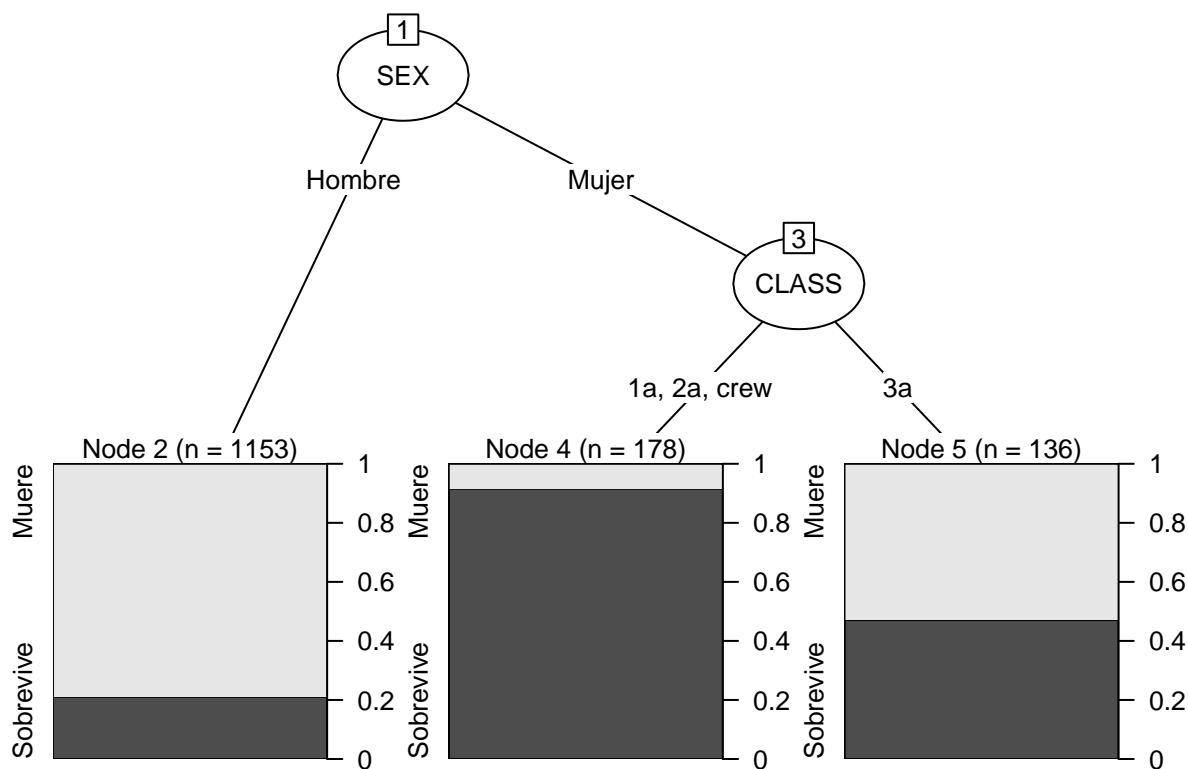 1
SEX
Hombre
Mujer
3
CLASS
1a, 2a, crew
3a
Node 2 (n = 1153)
Sobrevive
Muere
1
0.8
0.6
0.4
0.2
0
Node 4 (n = 178)
Sobrevive
Muere
1
0.8
0.6
0.4
0.2
0
Node 5 (n = 136)
Sobrevive
Muere
1
0.8
0.6
0.4
0.2
0